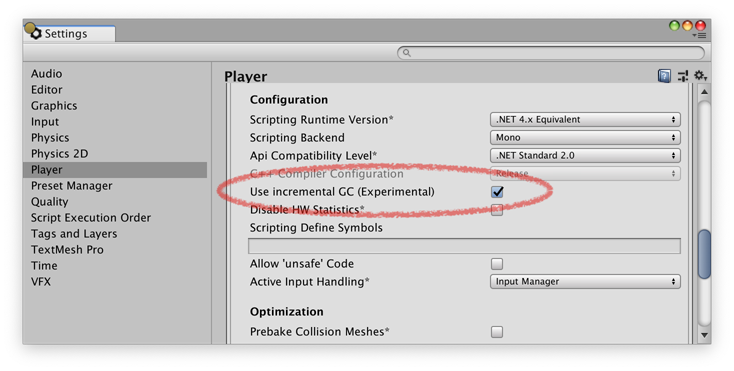 Settings
Audio
Editor
Graphics
Input
Physics
Physics 2D
Player
Preset Manager
Quality
Script Execution Order
Tags and Layers
TextMesh Pro
Time
VFX
Player
Configuration
Scripting Runtime Version* .NET 4.x Equivalent
Scripting Backend Mono
Api Compatibility Level* .NET Standard 2.0
C++ Compiler Configuration Release
Use incremental GC (Experimental)
Disable HW Statistics*
Scripting Define Symbols
Allow 'unsafe' Code
Active Input Handling* Input Manager
Optimization
Prebake Collision Meshes*